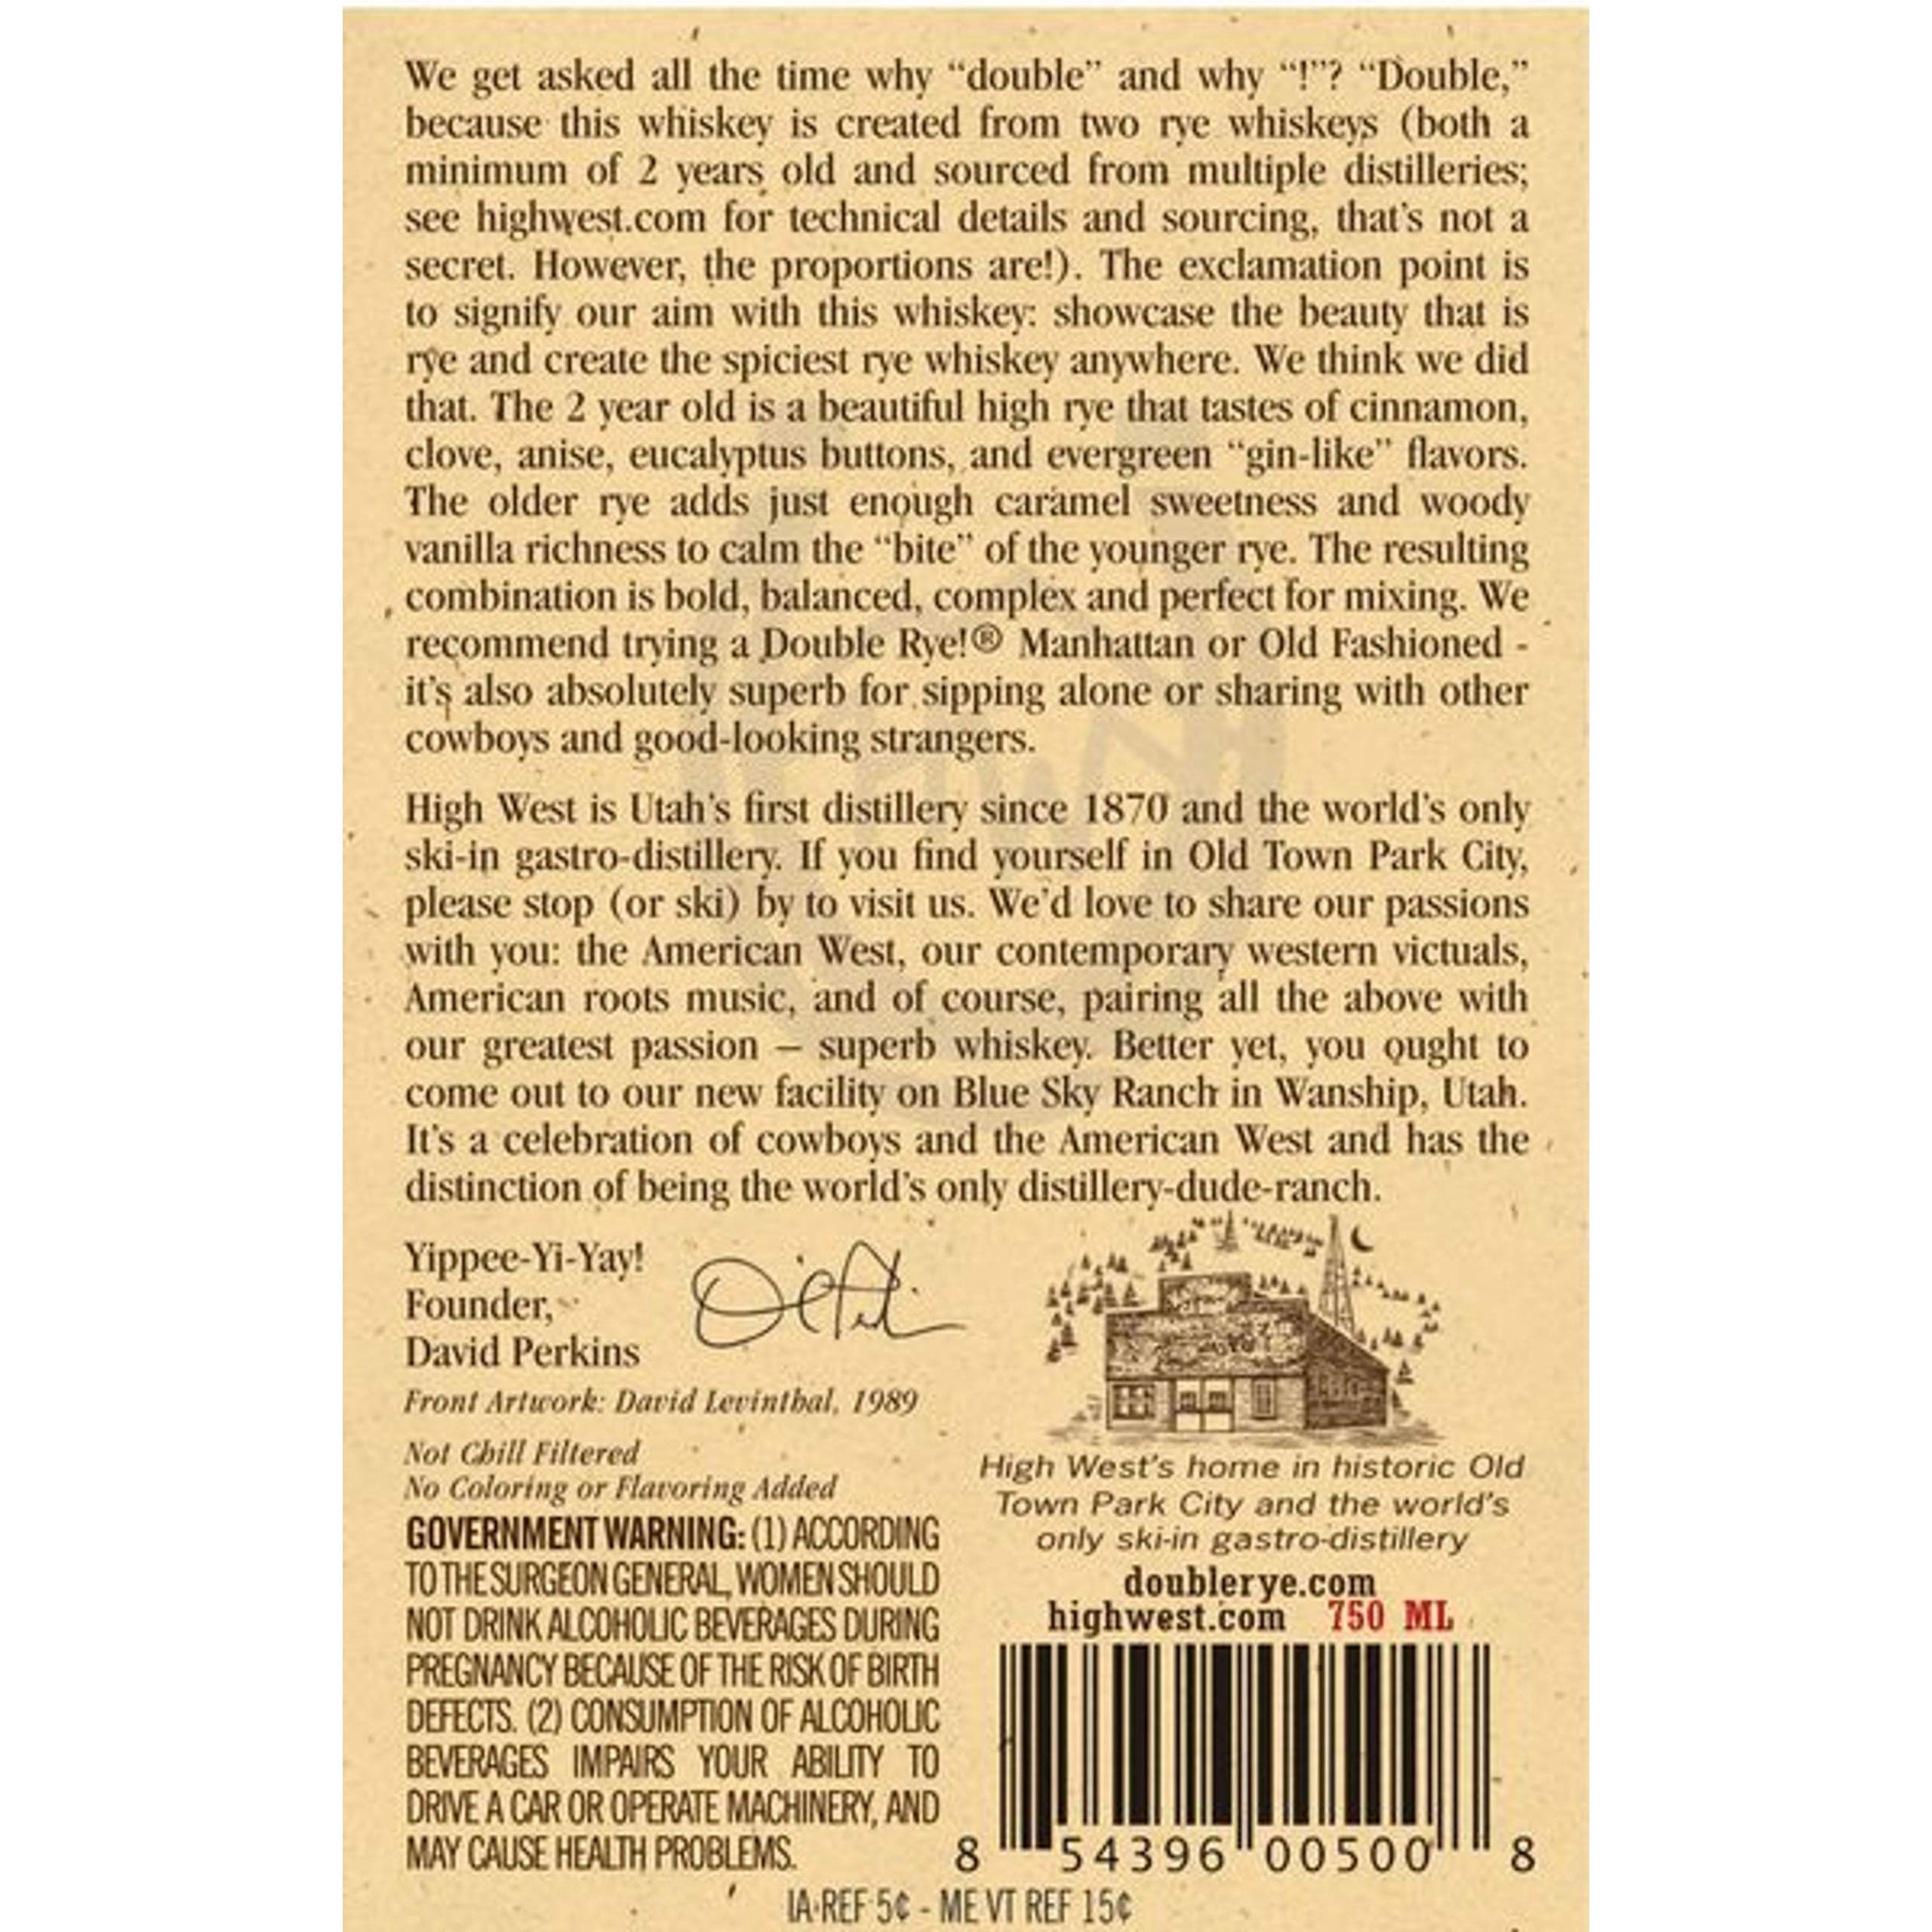 We get asked all the time why “double” and why “!”? “Double,”
because this whiskey is created from two rye whiskeys (both a
minimum of 2 years old and sourced from multiple distilleries;
see highwest.com for technical details and sourcing, that’s not a
secret. However, the proportions are!). The exclamation point is
to signify our aim with this whiskey: showcase the beauty that is
rye and create the spiciest rye whiskey anywhere. We think we did
that. The 2 year old is a beautiful high rye that tastes of cinnamon,
clove, anise, eucalyptus buttons, and evergreen “gin-like” flavors.
The older rye adds just enough caramel sweetness and woody
vanilla richness to calm the “bite” of the younger rye. The resulting
combination is bold, balanced, complex and perfect for mixing. We
recommend trying a Double Rye!® Manhattan or Old Fashioned -
it’s also absolutely superb for sipping alone or sharing with other
cowboys and good-looking strangers.
High West is Utah’s first distillery since 1870 and the world’s only
ski-in gastro-distillery. If you find yourself in Old Town Park City,
please stop (or ski) by to visit us. We’d love to share our passions
with you: the American West, our contemporary western victuals,
American roots music, and of course, pairing all the above with
our greatest passion – superb whiskey. Better yet, you ought to
come out to our new facility on Blue Sky Ranch in Wanship, Utah.
It’s a celebration of cowboys and the American West and has the
distinction of being the world’s only distillery-dude-ranch.
Yippee-Yi-Yay!
Founder,
David Perkins
Front Artwork: David Levinthal, 1989
Not Chill Filtered
No Coloring or Flavoring Added
GOVERNMENT WARNING: (1) ACCORDING
TO THE SURGEON GENERAL, WOMEN SHOULD
NOT DRINK ALCOHOLIC BEVERAGES DURING
PREGNANCY BECAUSE OF THE RISK OF BIRTH
DEFECTS. (2) CONSUMPTION OF ALCOHOLIC
BEVERAGES IMPAIRS YOUR ABILITY TO
DRIVE A CAR OR OPERATE MACHINERY, AND
MAY CAUSE HEALTH PROBLEMS.
High West’s home in historic Old
Town Park City and the world’s
only ski-in gastro-distillery
doublerye.com
highwest.com 750 ML
8 54396 00500 8
IA REF 5¢ - ME VT REF 15¢